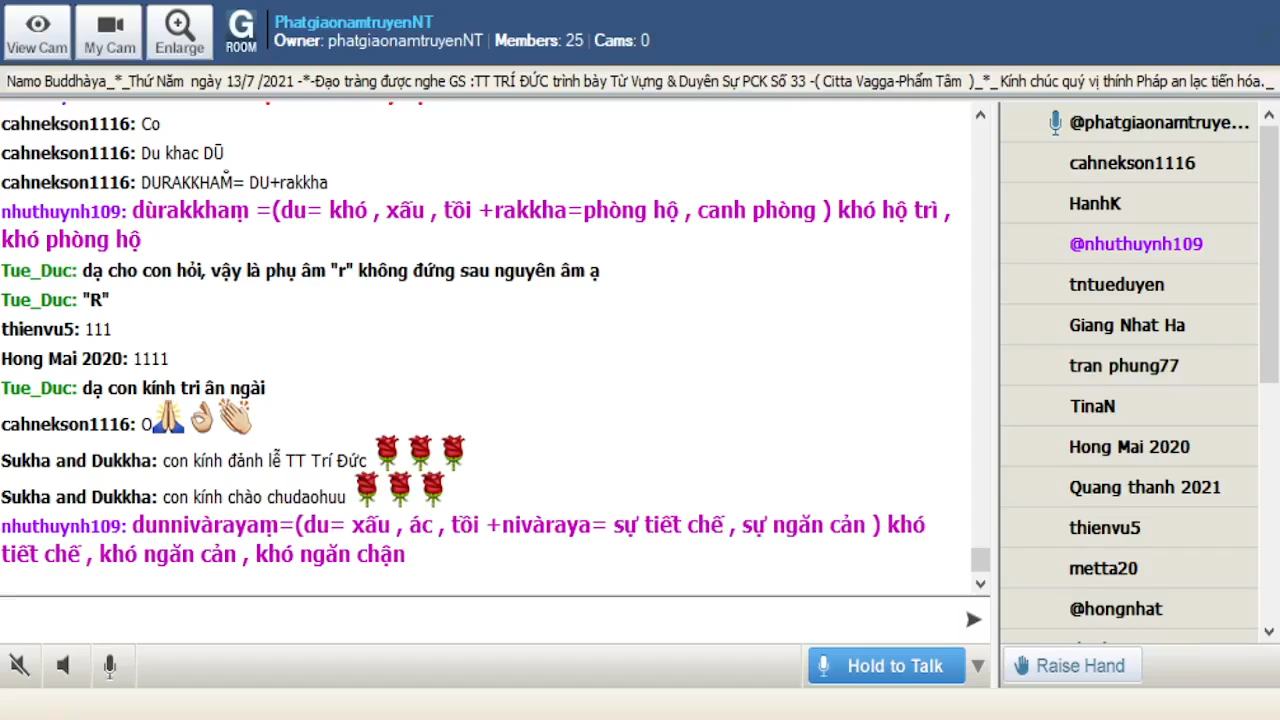 View Cam
My Cam
Enlarge
G
ROOM
PhatgiaonamtruyenNT
Owner: phatgiaonamtruyenNT | Members: 25 | Cams: 0
Namo Buddhàya_*_Thứ Năm ngày 13/7 /2021 -*-Đạo tràng được nghe GS :TT TRÍ ĐỨC trình bày Từ Vựng & Duyên Sự PCK Số 33 -( Citta Vagga-Phẩm Tâm )_*_ Kính chúc quý vị thính Pháp an lạc tiến hóa._
cahnekson1116: Co
cahnekson1116: Du khac DŪ
cahnekson1116: DURAKKHAM̐= DU+rakkha
nhuthuynh109: dùrakkhaṃ =(du= khó , xấu , tồi +rakkha=phòng hộ , canh phòng ) khó hộ trì ,
khó phòng hộ
Tue_Duc: dạ cho con hỏi, vậy là phụ âm "r" không đứng sau nguyên âm ạ
Tue_Duc: "R"
thienvu5: 111
Hong Mai 2020: 1111
Tue_Duc: dạ con kính tri ân ngài
cahnekson1116: O🙏👌👏
Sukha and Dukkha: con kính đảnh lễ TT Trí Đức 🌹🌹🌹
Sukha and Dukkha: con kính chào chudaohuu 🌹🌹🌹
nhuthuynh109: dunnivàrayaṃ=(du= xấu , ác , tồi +nivàraya= sự tiết chế , sự ngăn cản ) khó
tiết chế , khó ngăn cản , khó ngăn chận
Hold to Talk
@phatgiaonamtruye...
cahnekson1116
HanhK
@nhuthuynh109
tntueduyen
Giang Nhat Ha
tran phung77
TinaN
Hong Mai 2020
Quang thanh 2021
thienvu5
metta20
@hongnhat
Raise Hand